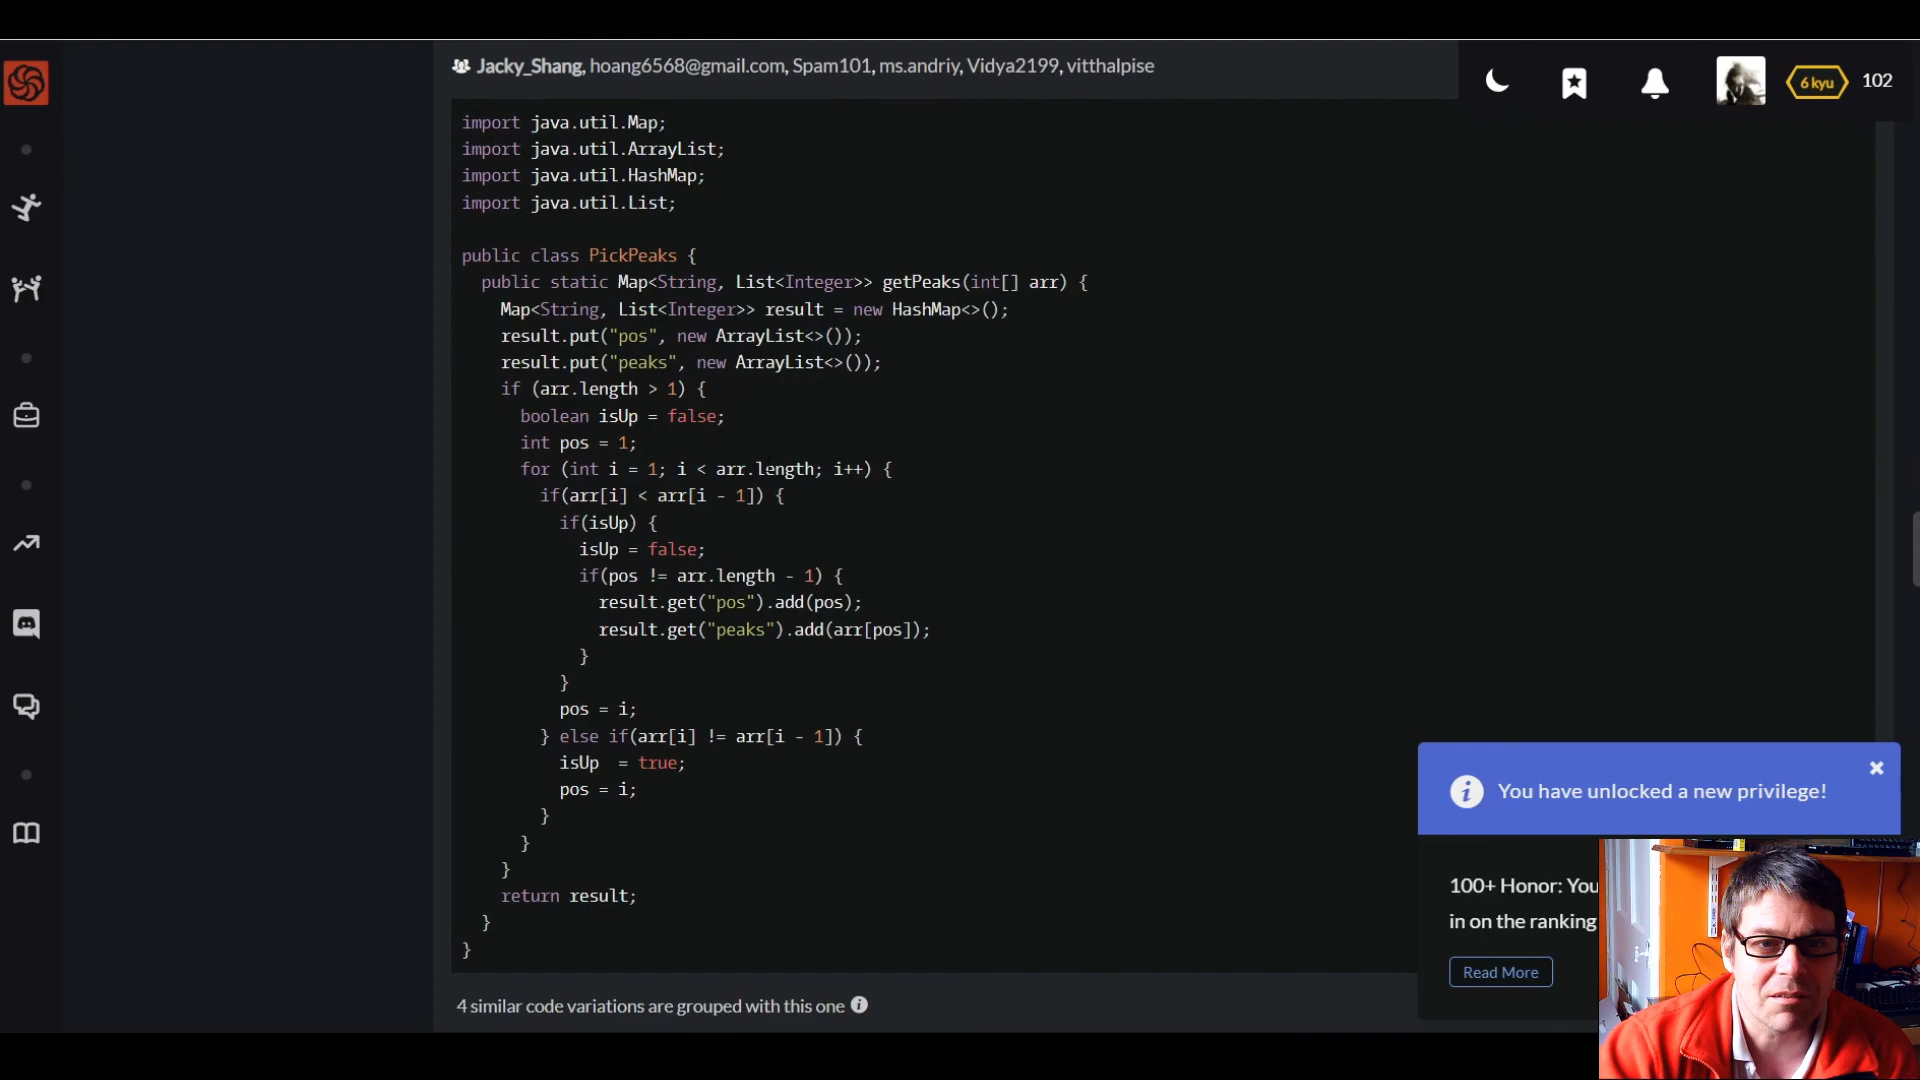 Jacky_Shang, hoang6568@gmail.com, Spam101, ms.andriy, Vidya2199, vitthalpise
6 kyu 102
import java.util.Map;
import java.util.ArrayList;
import java.util.HashMap;
import java.util.List;
public class PickPeaks {
public static Map<String, List<Integer>> getPeaks(int[] arr) {
Map<String, List<Integer>> result = new HashMap<>();
result.put("pos", new ArrayList<>());
result.put("peaks", new ArrayList<>());
if (arr.length > 1) {
boolean isUp = false;
int pos = 1;
for (int i = 1; i < arr.length; i++) {
if(arr[i] < arr[i - 1]) {
if(isUp) {
isUp = false;
if(pos != arr.length - 1) {
result.get("pos").add(pos);
result.get("peaks").add(arr[pos]);
}
}
pos = i;
} else if(arr[i] != arr[i - 1]) {
isUp  = true;
pos = i;
}
}
}
return result;
}
}
4 similar code variations are grouped with this one
You have unlocked a new privilege!
100+ Honor: You
in on the ranking
Read More